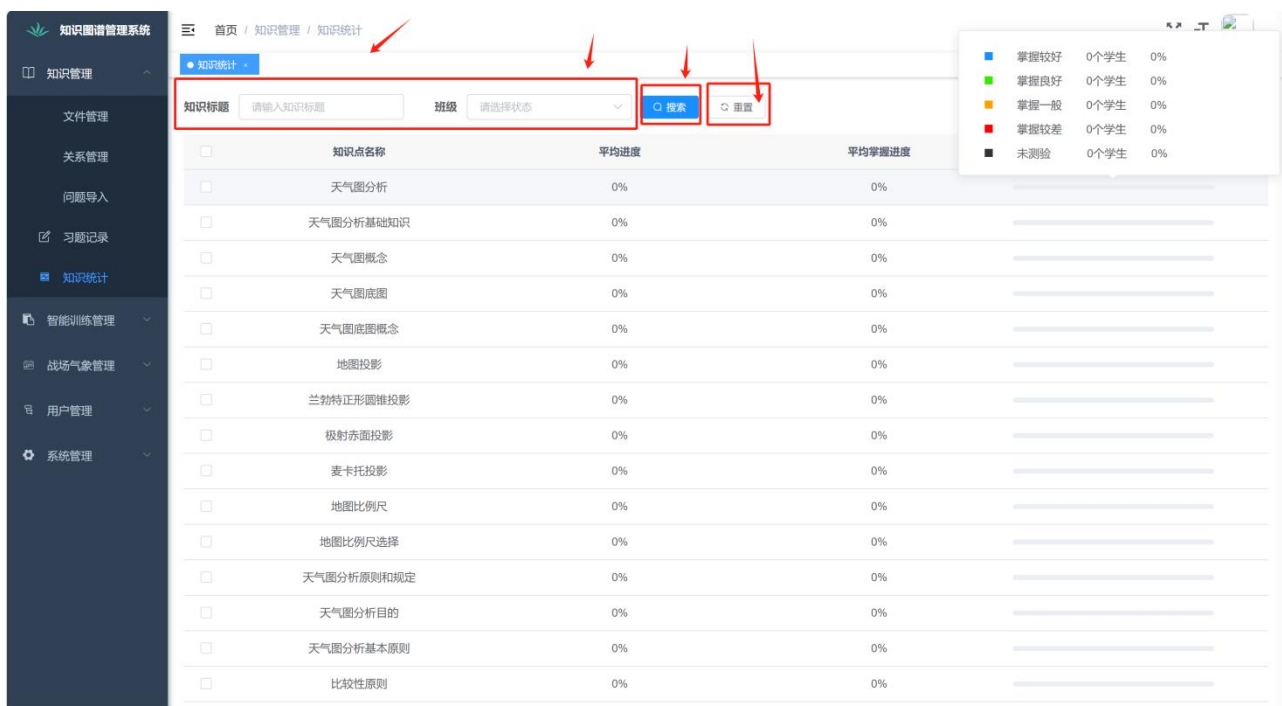 知识图谱管理系统
首页 / 知识管理 / 知识统计
知识管理
文件管理
关系管理
问题导入
习题记录
知识统计
智能训练管理
战场气象管理
用户管理
系统管理
知识统计 ×
知识标题 请输入知识标题 班级 请选择状态 搜索 重置
掌握较好 0个学生 0%
掌握良好 0个学生 0%
掌握一般 0个学生 0%
掌握较差 0个学生 0%
未测验 0个学生 0%
知识点名称 平均进度 平均掌握进度
天气图分析 0% 0%
天气图分析基础知识 0% 0%
天气图概念 0% 0%
天气图底图 0% 0%
天气图底图概念 0% 0%
地图投影 0% 0%
兰勃特正形圆锥投影 0% 0%
极射赤面投影 0% 0%
麦卡托投影 0% 0%
地图比例尺 0% 0%
地图比例尺选择 0% 0%
天气图分析原则和规定 0% 0%
天气图分析目的 0% 0%
天气图分析基本原则 0% 0%
比较性原则 0% 0%